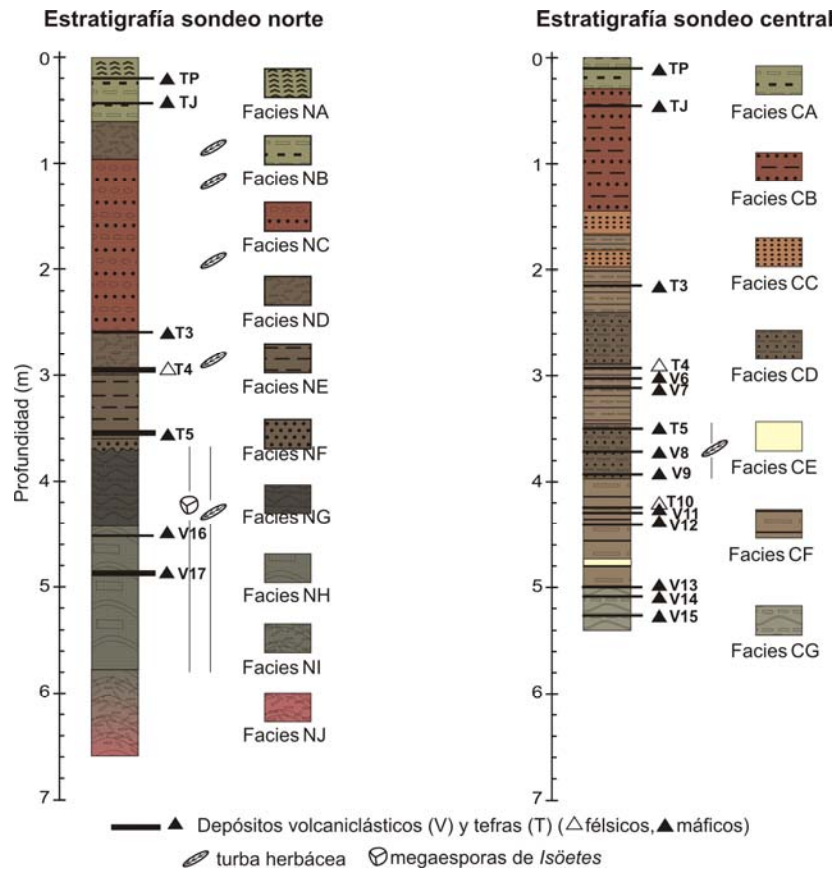 Estratigrafía sondeo norte
0
1
2
3
4
5
6
7
Profundidad (m)
TP
TJ
T3
T4
T5
V16
V17
Facies NA
Facies NB
Facies NC
Facies ND
Facies NE
Facies NF
Facies NG
Facies NH
Facies NI
Facies NJ
Estratigrafía sondeo central
0
1
2
3
4
5
6
7
TP
TJ
T3
T4
V6
V7
T5
V8
V9
T10
V11
V12
V13
V14
V15
Facies CA
Facies CB
Facies CC
Facies CD
Facies CE
Facies CF
Facies CG
Depósitos volcaniclásticos (V) y tefras (T) (△félsicos,▲máficos)
turba herbácea megaesporas de Isöetes